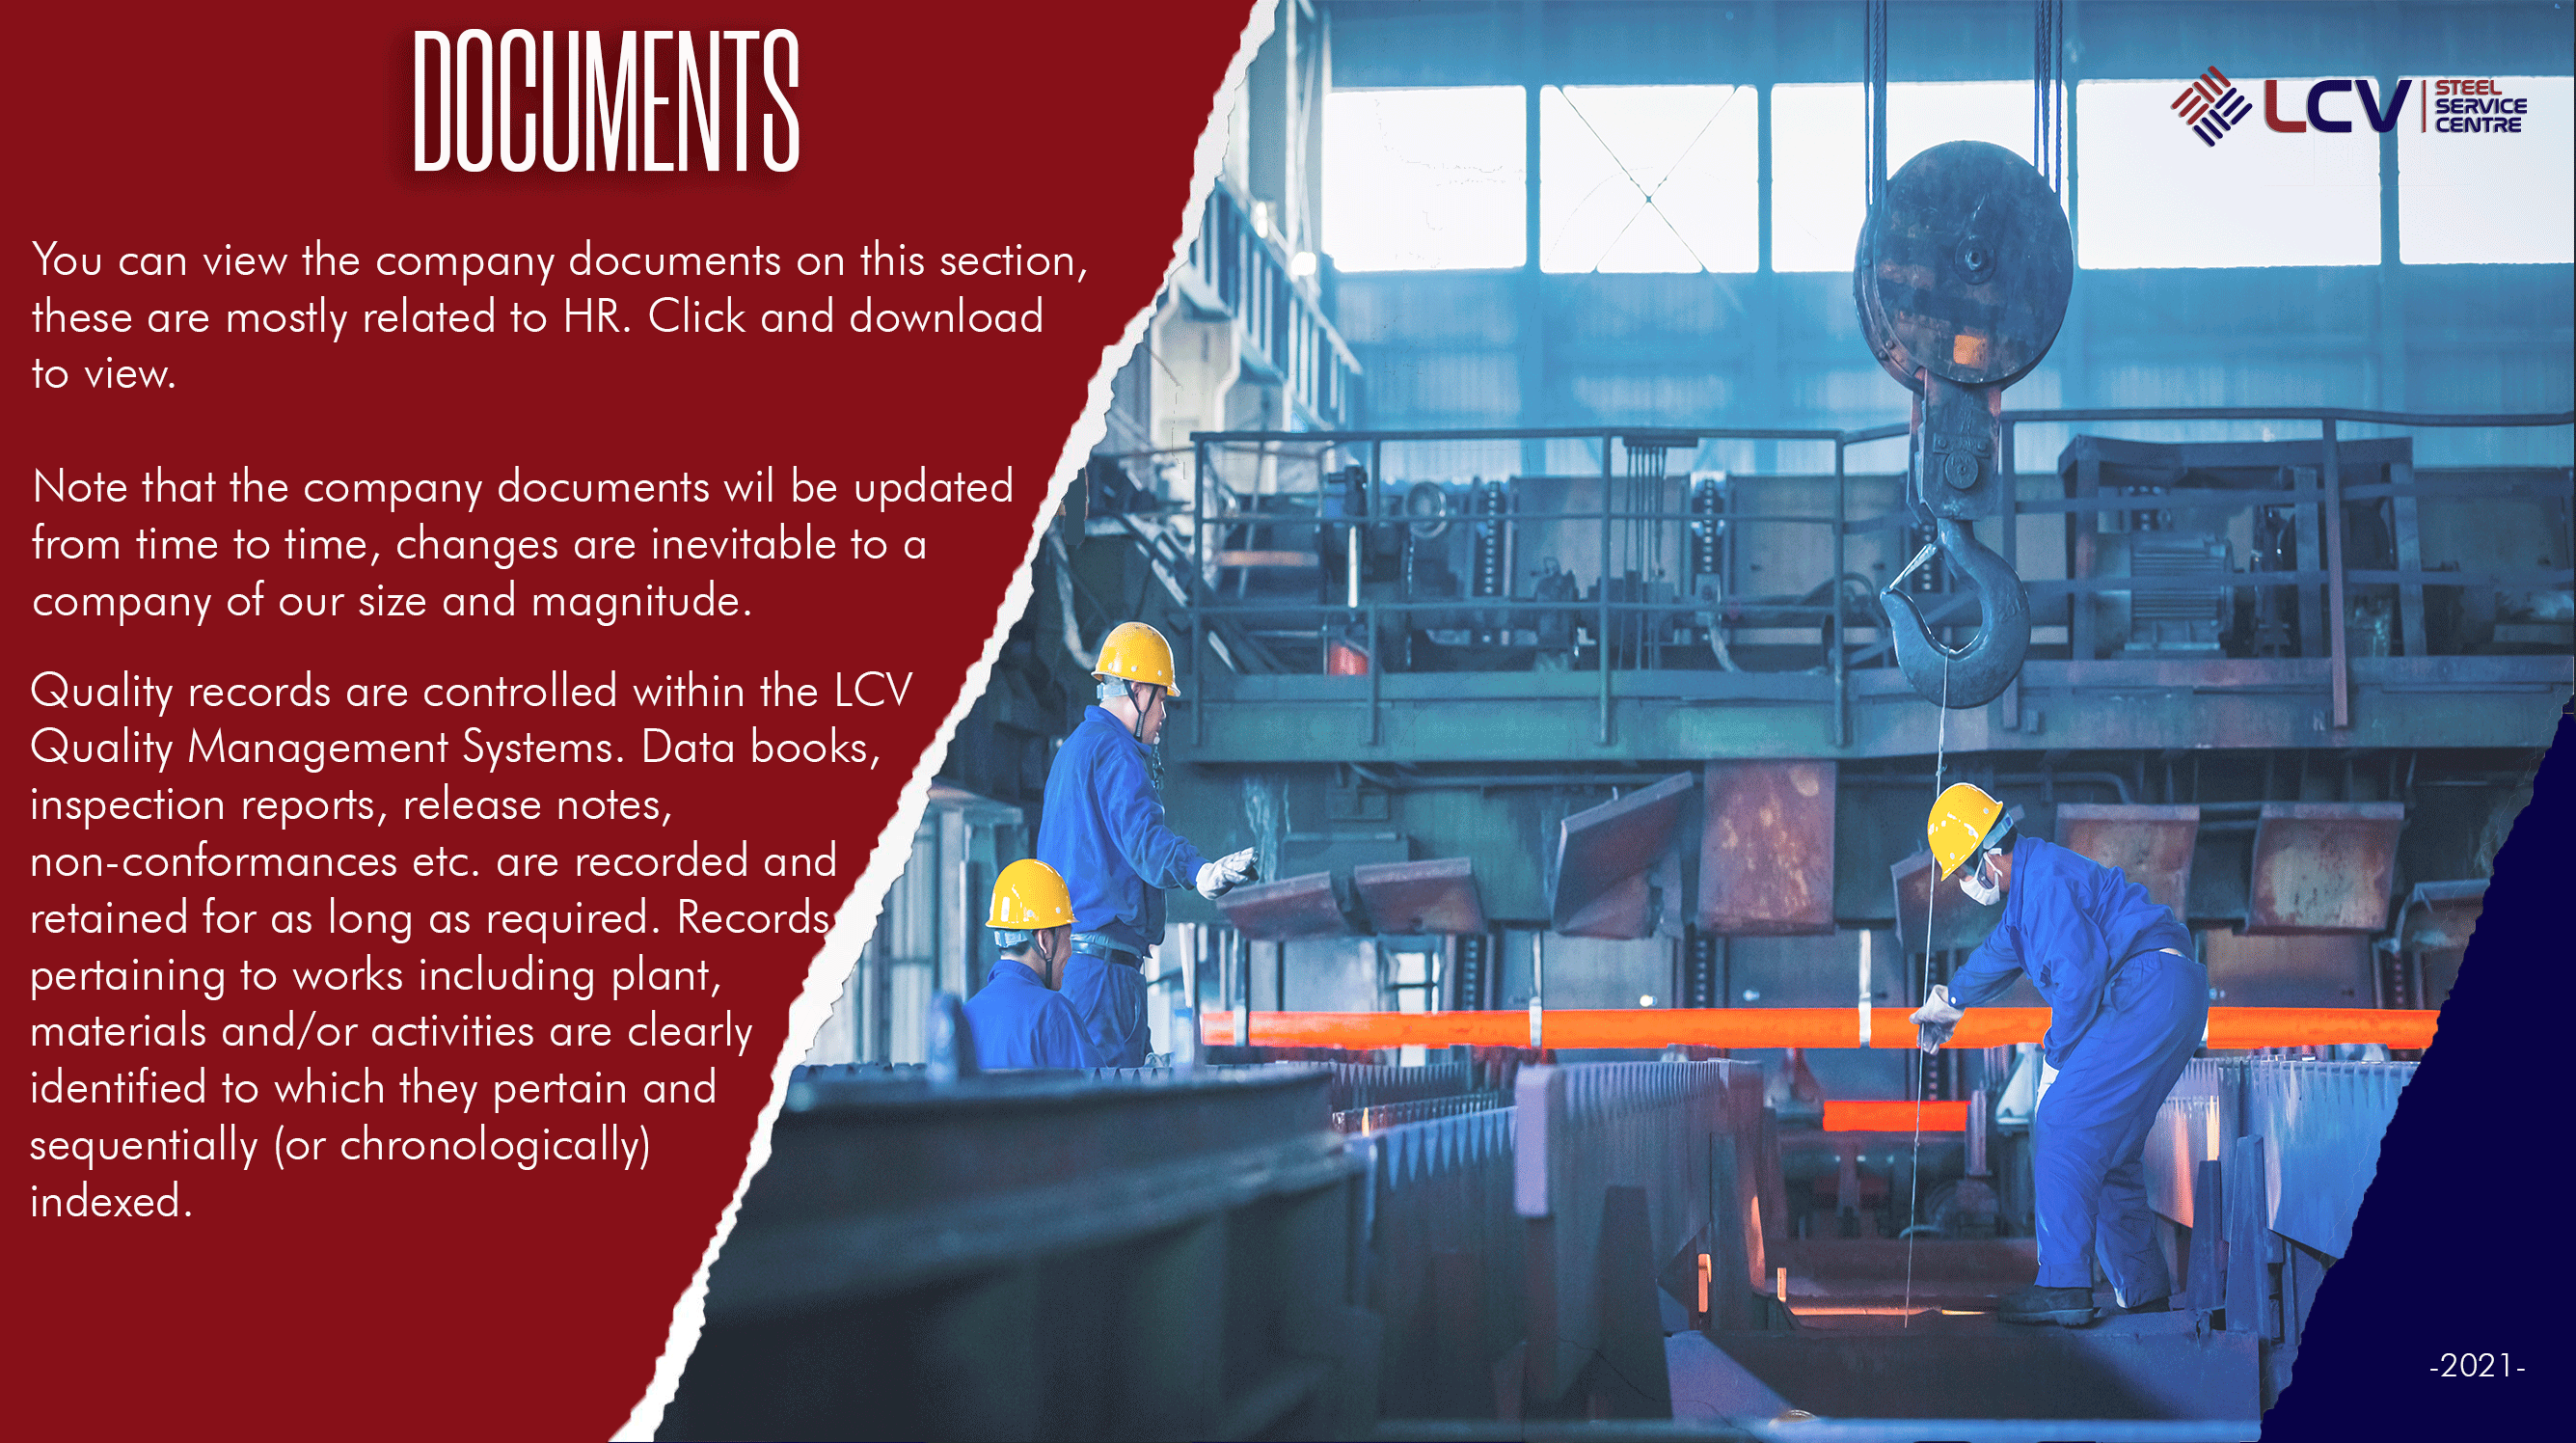 DOCUMENTS
LCV
STEEL
SERVICE
CENTRE
You can view the company documents on this section,
these are mostly related to HR. Click and download
to view.
Note that the company documents wil be updated
from time to time, changes are inevitable to a
company of our size and magnitude.
Quality records are controlled within the LCV
Quality Management Systems. Data books,
inspection reports, release notes,
non-conformances etc. are recorded and
retained for as long as required. Records
pertaining to works including plant,
materials and/or activities are clearly
identified to which they pertain and
sequentially (or chronologically)
indexed.
-2021-